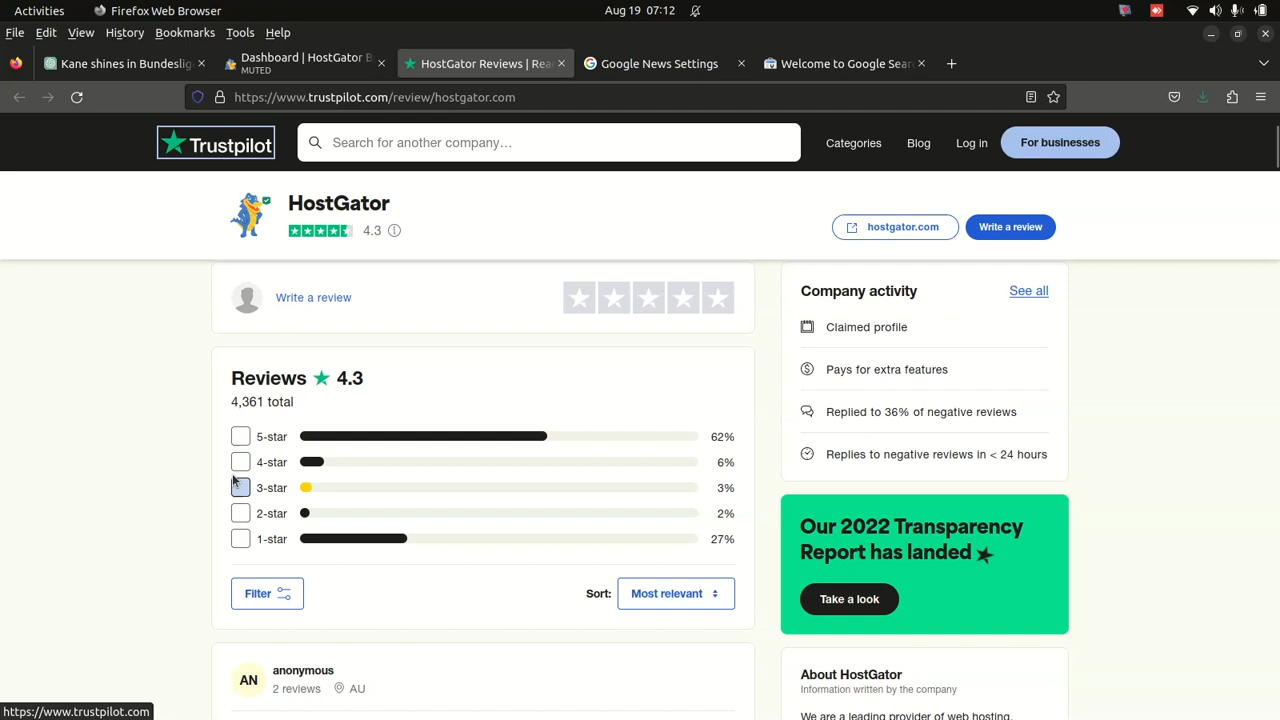 Activities
Firefox Web Browser
Aug 19 07:12
File Edit View History Bookmarks Tools Help
Kane shines in Bundeslig
Dashboard | HostGator B
MUTED
HostGator Reviews | Rea
Google News Settings
Welcome to Google Sear
https://www.trustpilot.com/review/hostgator.com
Trustpilot
Search for another company…
Categories
Blog
Log in
For businesses
HostGator
4.3
hostgator.com
Write a review
Write a review
Reviews ★ 4.3
4,361 total
5-star 62%
4-star 6%
3-star 3%
2-star 2%
1-star 27%
Filter
Sort: Most relevant
AN
anonymous
2 reviews AU
Company activity
See all
Claimed profile
Pays for extra features
Replied to 36% of negative reviews
Replies to negative reviews in < 24 hours
Our 2022 Transparency
Report has landed
Take a look
About HostGator
Information written by the company
We are a leading provider of web hosting,
https://www.trustpilot.com